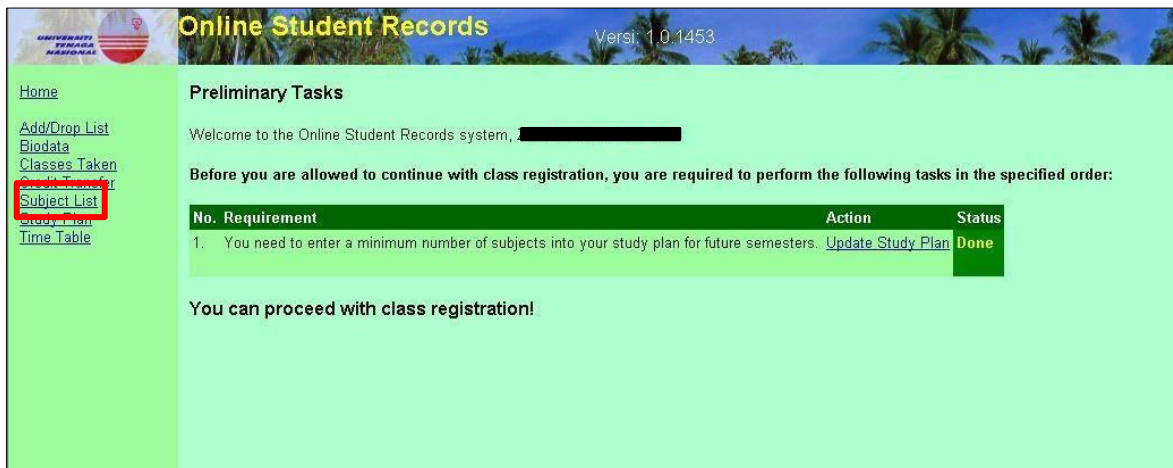 UNIVERSITI
TENAGA
NASIONAL
Online Student Records
Versi: 1.0.1453
Home
Add/Drop List
Biodata
Classes Taken
Credit Transfer
Subject List
Study Plan
Time Table
Preliminary Tasks
Welcome to the Online Student Records system,
Before you are allowed to continue with class registration, you are required to perform the following tasks in the specified order:
No. Requirement Action Status
1. You need to enter a minimum number of subjects into your study plan for future semesters. Update Study Plan Done
You can proceed with class registration!